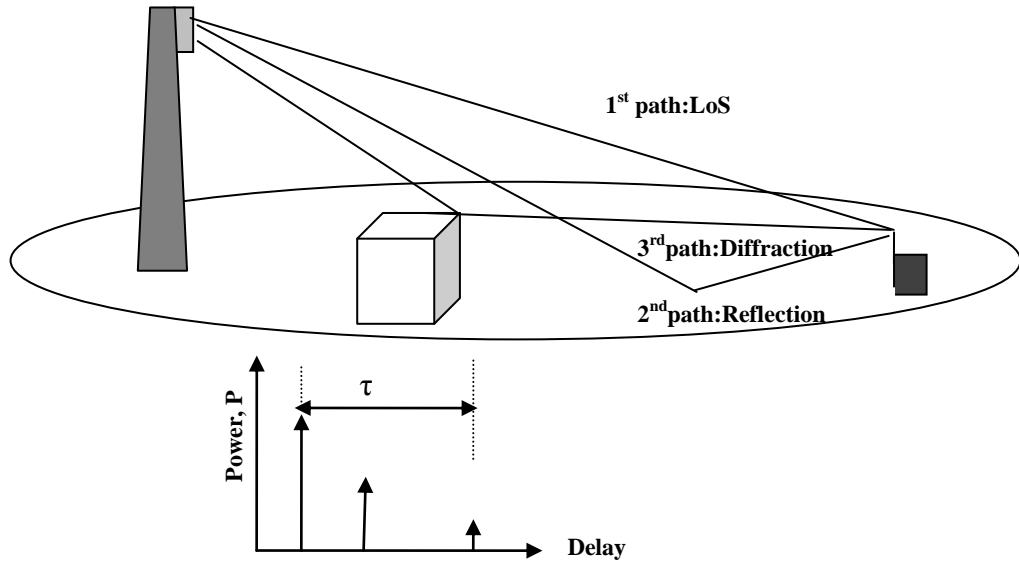 1st path:LoS
3rdpath:Diffraction
2ndpath:Reflection
τ
Power, P
Delay